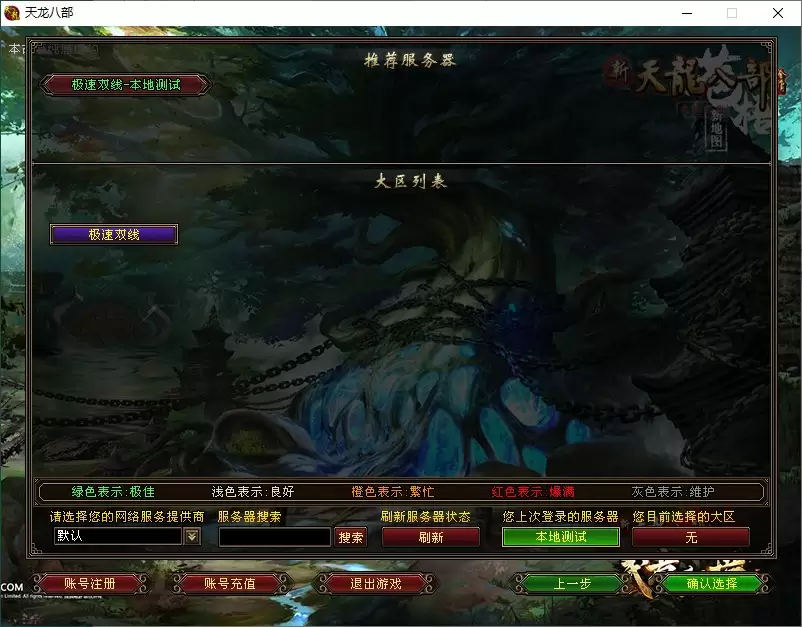 天龙八部
推荐服务器
极速双线-本地测试
新天龍八部
新地图
大区列表
极速双线
绿色表示:极佳 浅色表示:良好 橙色表示:繁忙 红色表示:爆满 灰色表示:维护
请选择您的网络服务提供商 服务器搜索 刷新服务器状态 您上次登录的服务器 您目前选择的大区
默认 搜索 刷新 本地测试 无
COM
账号注册 账号充值 退出游戏 上一步 确认选择
Limited. All rights reserved.